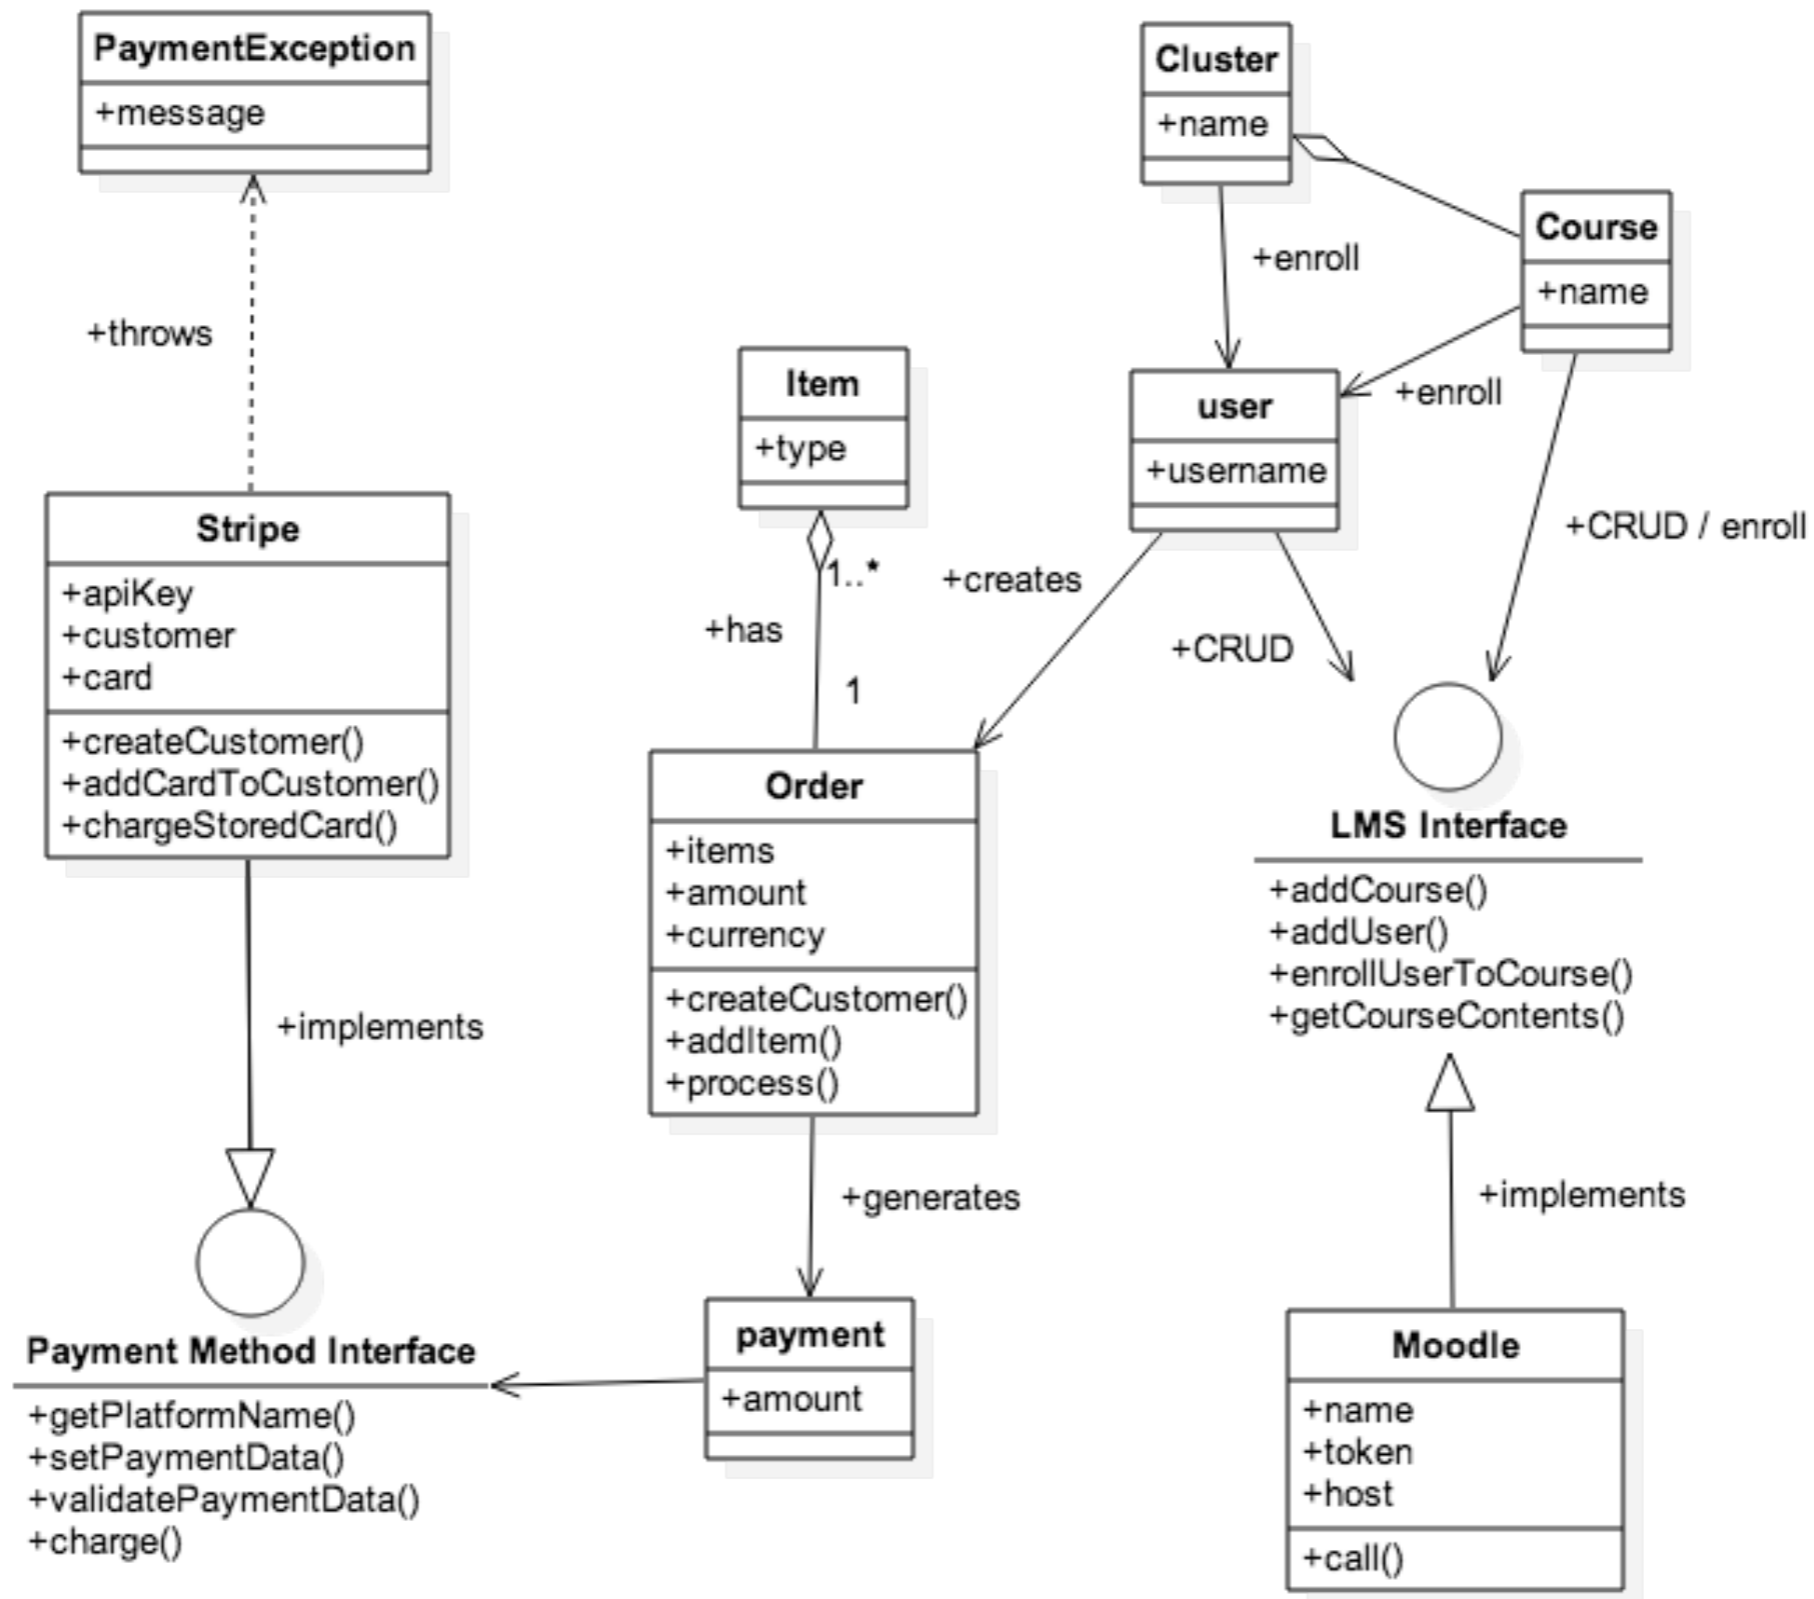 PaymentException
+message
+throws
Stripe
+apiKey
+customer
+card
+createCustomer()
+addCardToCustomer()
+chargeStoredCard()
+implements
Payment Method Interface
+getPlatformName()
+setPaymentData()
+validatePaymentData()
+charge()
Item
+type
1..*
+has
1
Order
+items
+amount
+currency
+createCustomer()
+addItem()
+process()
+generates
payment
+amount
Cluster
+name
+enroll
Course
+name
+enroll
user
+username
+creates
+CRUD
+CRUD / enroll
LMS Interface
+addCourse()
+addUser()
+enrollUserToCourse()
+getCourseContents()
+implements
Moodle
+name
+token
+host
+call()